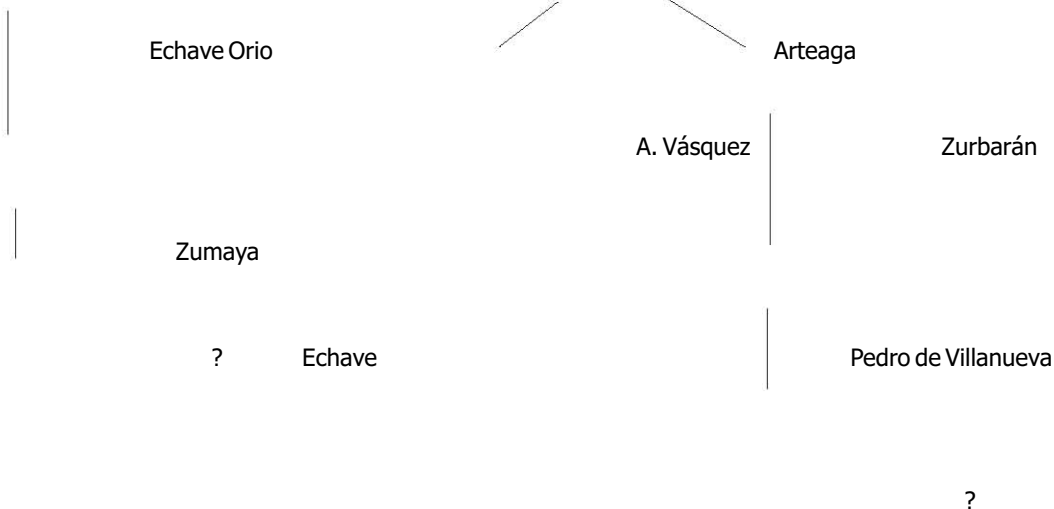 Echave Orio Arteaga
A. Vásquez Zurbarán
Zumaya
? Echave Pedro de Villanueva
?